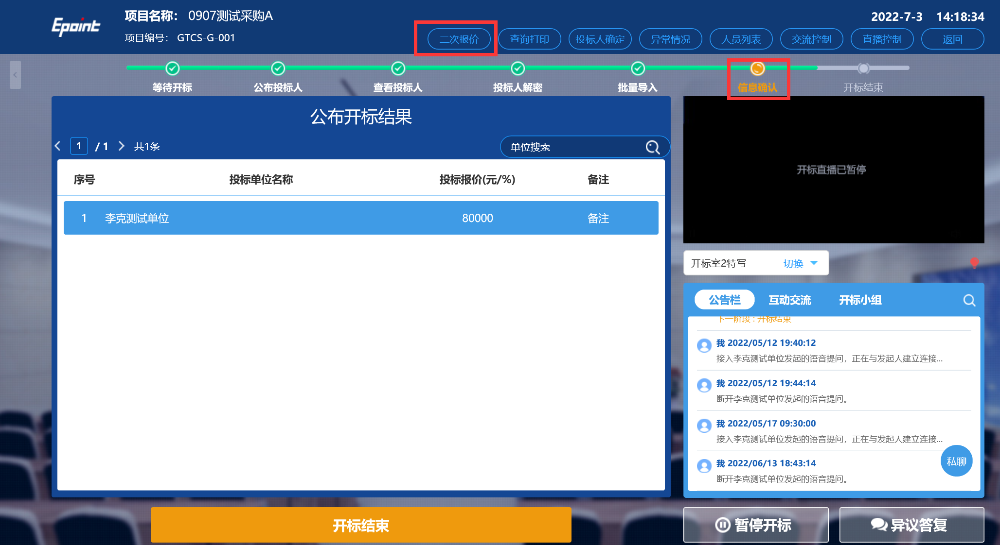 Epoint
项目名称： 0907测试采购A
项目编号： GTCS-G-001
2022-7-3 14:18:34
二次报价
查询打印
投标人确定
异常情况
人员列表
交流控制
直播控制
返回
等待开标
公布投标人
查看投标人
投标人解密
批量导入
信息确认
开标结束
公布开标结果
1 / 1 共1条
单位搜索
序号 投标单位名称 投标报价(元/%) 备注
1 李克测试单位 80000 备注
开标结束
开标直播已暂停
开标室2特写 切换
公告栏 互动交流 开标小组
下一阶段：开标结束
我 2022/05/12 19:40:12
接入李克测试单位发起的语音提问，正在与发起人建立连接...
我 2022/05/12 19:44:14
断开李克测试单位发起的语音提问。
我 2022/05/17 09:30:00
接入李克测试单位发起的语音提问，正在与发起人建立连接...
我 2022/06/13 18:43:14
断开李克测试单位发起的语音提问。
私聊
暂停开标
异议答复